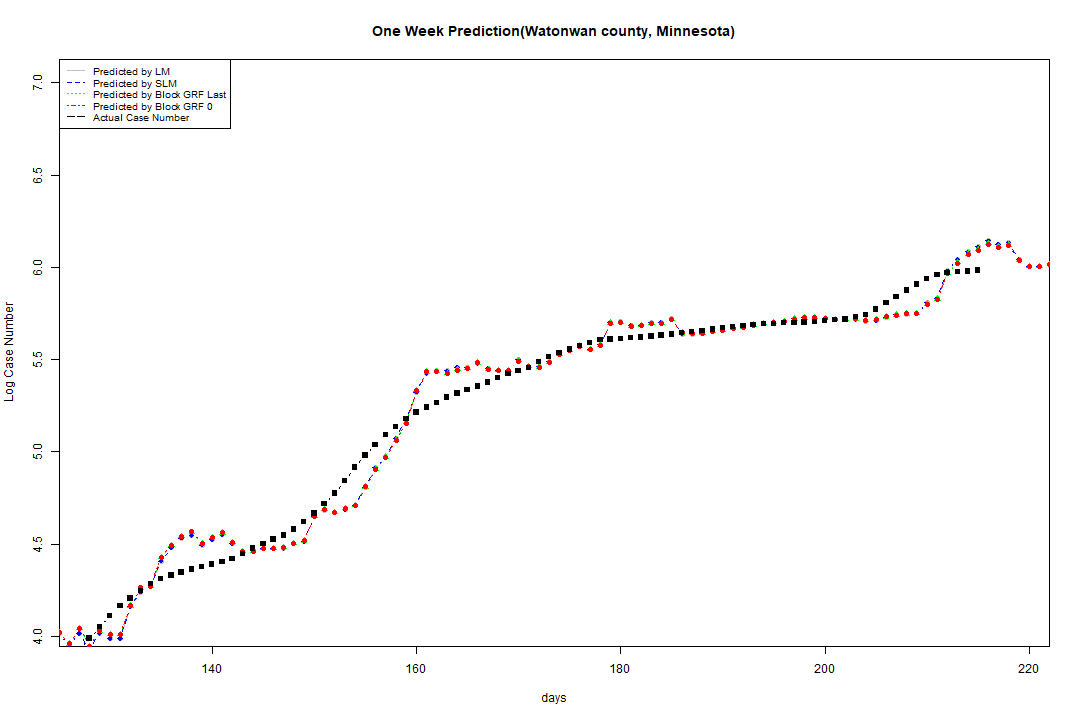 One Week Prediction(Watonwan county, Minnesota)
Predicted by LM
Predicted by SLM
Predicted by Block GRF Last
Predicted by Block GRF 0
Actual Case Number
7.0
6.5
6.0
5.5
5.0
4.5
4.0
Log Case Number
140 160 180 200 220
days